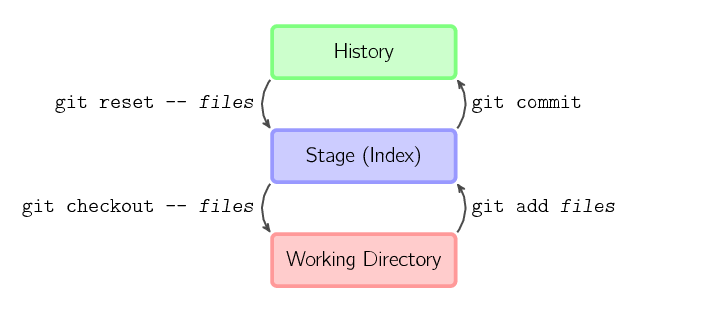 History
git reset -- files
git commit
Stage (Index)
git checkout -- files
git add files
Working Directory